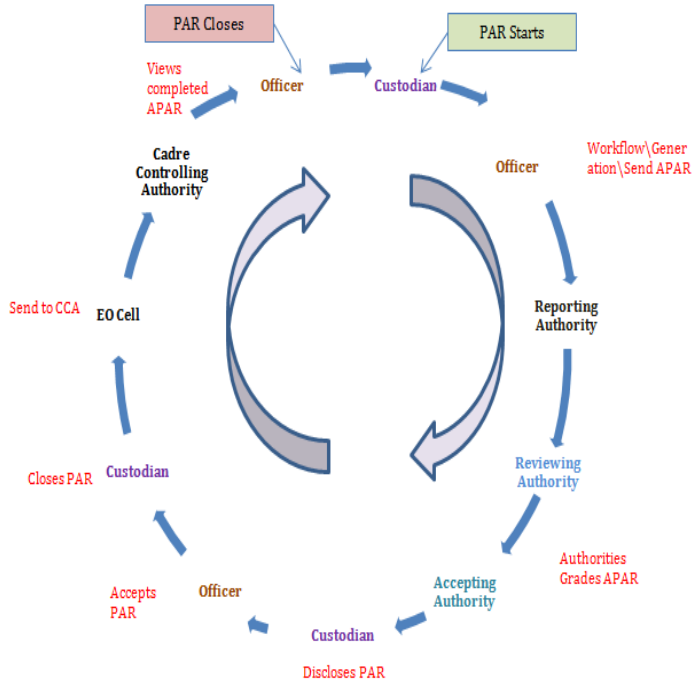 PAR Closes
PAR Starts
Officer
Custodian
Officer
Workflow\Gener
ation\Send APAR
Reporting
Authority
Reviewing
Authority
Authorities
Grades APAR
Accepting
Authority
Custodian
Discloses PAR
Officer
Accepts
PAR
Custodian
Closes PAR
EO Cell
Send to CCA
Cadre
Controlling
Authority
Views
completed
APAR